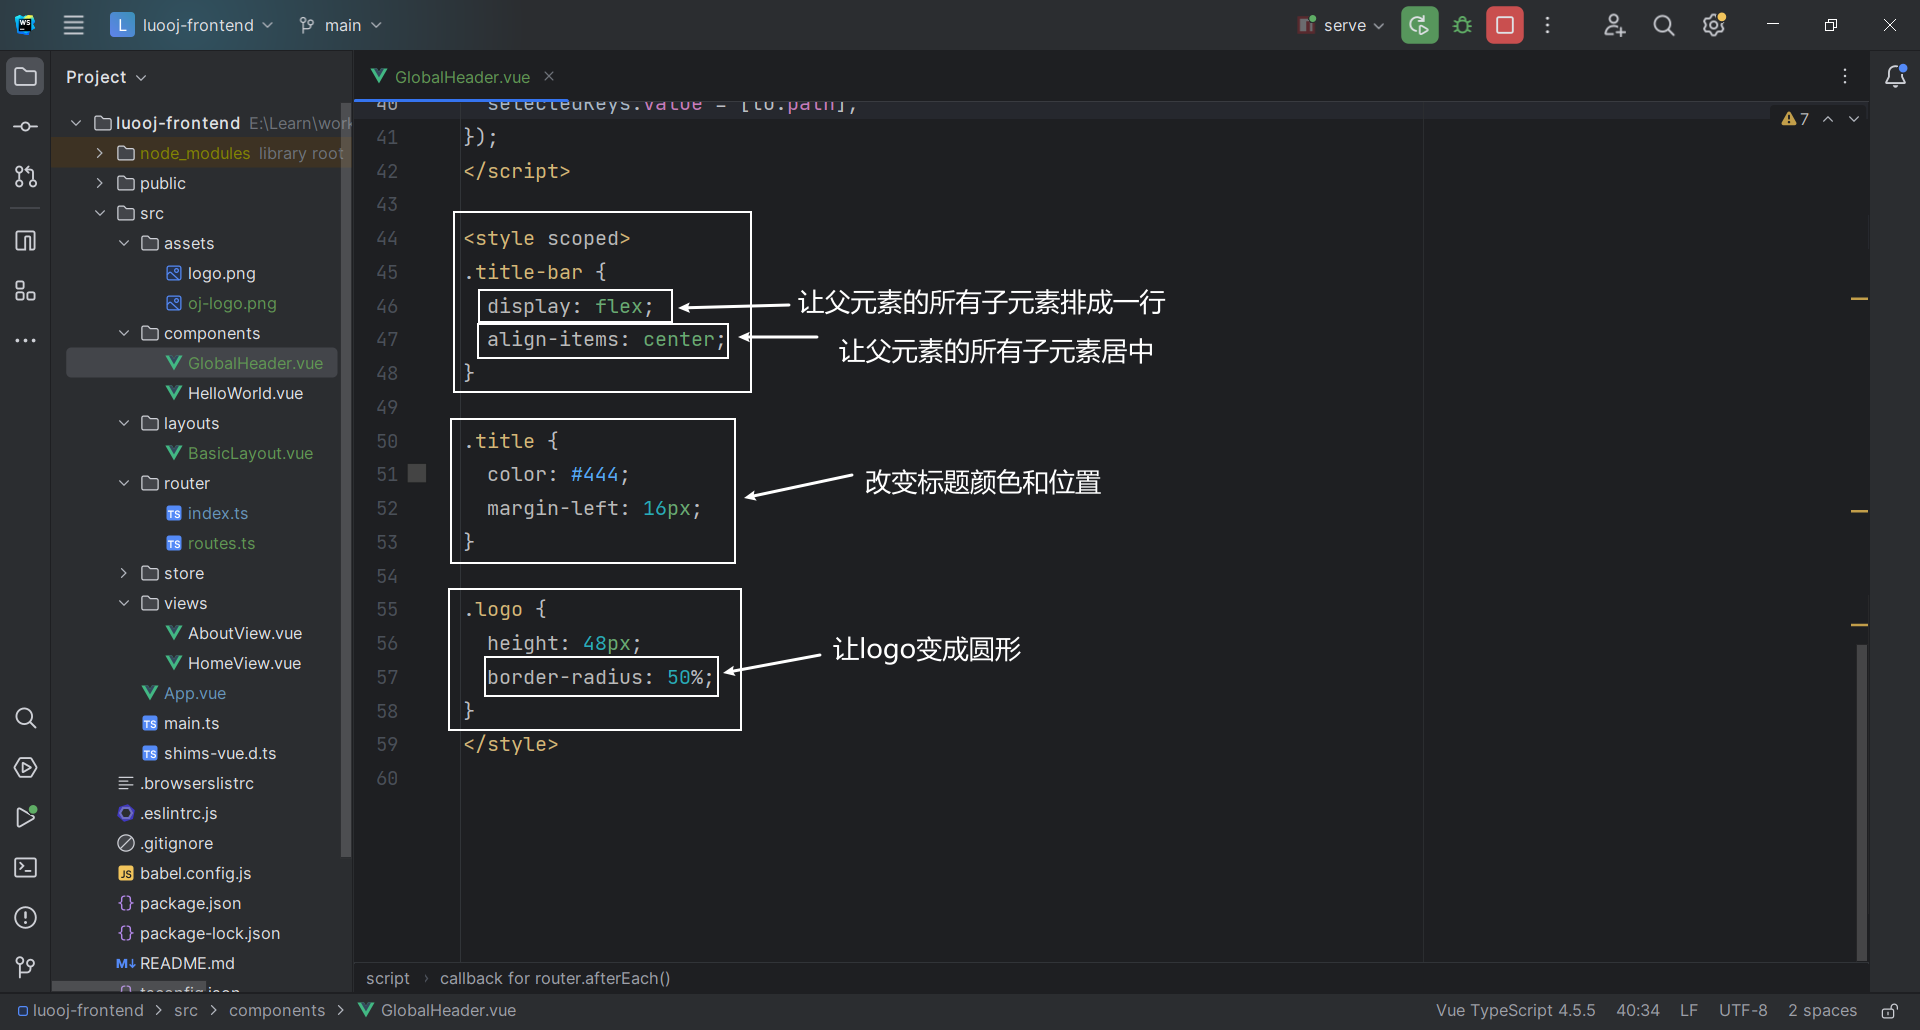 L luooj-frontend main serve
Project
GlobalHeader.vue
luooj-frontend E:\Learn\work
node_modules library root
public
src
assets
logo.png
oj-logo.png
components
GlobalHeader.vue
HelloWorld.vue
layouts
BasicLayout.vue
router
index.ts
routes.ts
store
views
AboutView.vue
HomeView.vue
App.vue
main.ts
shims-vue.d.ts
.browserslistrc
.eslintrc.js
.gitignore
babel.config.js
package.json
package-lock.json
README.md
tsconfig.json
7
40 selectedKeys.value = [to.path];
41 });
42 </script>
43
44 <style scoped>
45 .title-bar {
46 display: flex; 让父元素的所有子元素排成一行
47 align-items: center; 让父元素的所有子元素居中
48 }
49
50 .title {
51 color: #444; 改变标题颜色和位置
52 margin-left: 16px;
53 }
54
55 .logo {
56 height: 48px; 让logo变成圆形
57 border-radius: 50%;
58 }
59 </style>
60
script › callback for router.afterEach()
luooj-frontend > src > components > GlobalHeader.vue Vue TypeScript 4.5.5 40:34 LF UTF-8 2 spaces